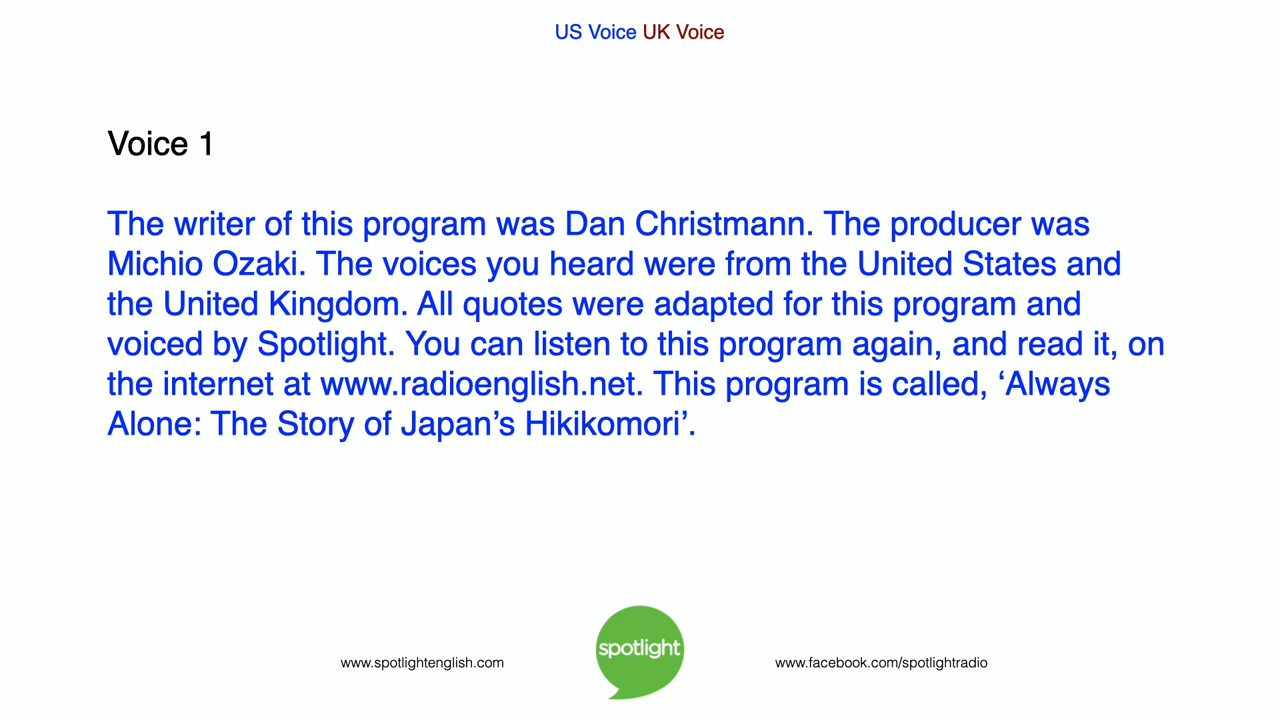 US Voice UK Voice
Voice 1
The writer of this program was Dan Christmann. The producer was
Michio Ozaki. The voices you heard were from the United States and
the United Kingdom. All quotes were adapted for this program and
voiced by Spotlight. You can listen to this program again, and read it, on
the internet at www.radioenglish.net. This program is called, ‘Always
Alone: The Story of Japan’s Hikikomori’.
spotlight
www.spotlightenglish.com
www.facebook.com/spotlightradio